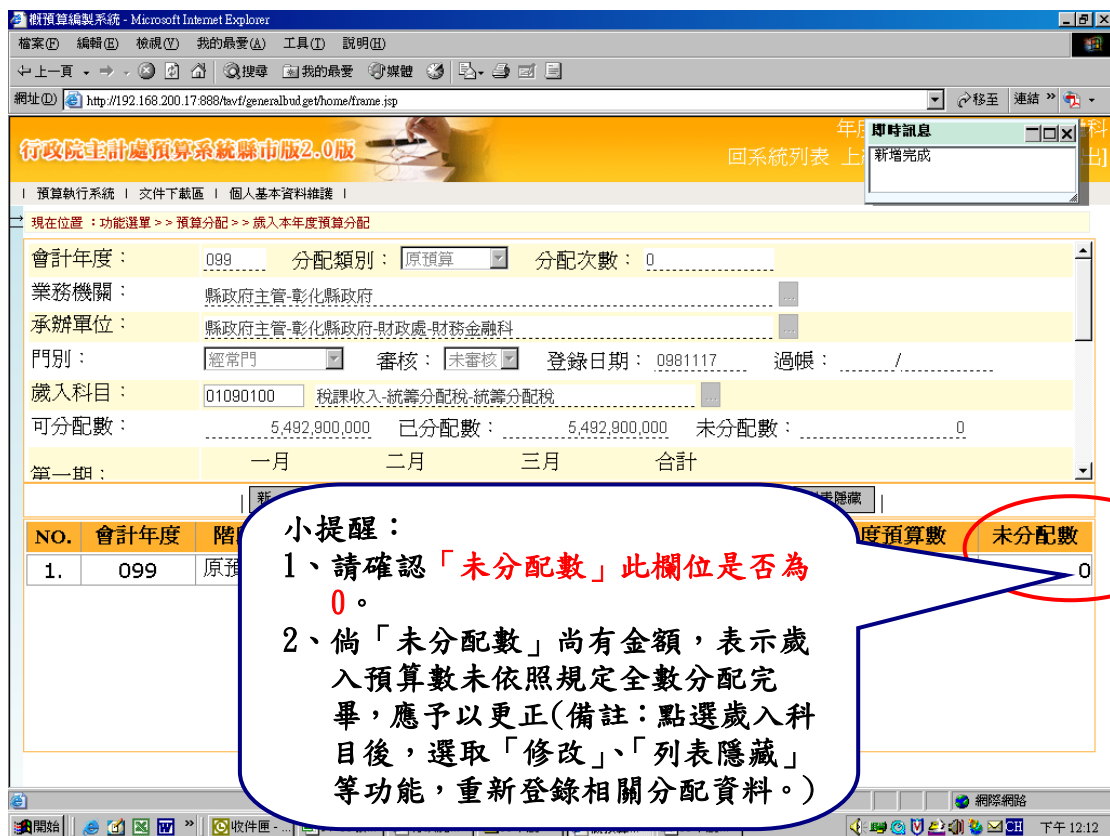 概預算編製系統 - Microsoft Internet Explorer
檔案(F) 編輯(E) 檢視(V) 我的最愛(A) 工具(T) 說明(H)
上一頁 搜尋 我的最愛 媒體
網址(D) http://192.168.200.17:888/tavf/generalbudget/home/frame.jsp 移至 連結 »
行政院主計處預算系統縣市版2.0版
回系統列表
即時訊息
新增完成
| 預算執行系統 | 文件下載區 | 個人基本資料維護 |
現在位置 : 功能選單 >> 預算分配 >> 歲入本年度預算分配
會計年度: 099 分配類別: 原預算 分配次數: 0
業務機關: 縣政府主管-彰化縣政府 ...
承辦單位: 縣政府主管-彰化縣政府-財政處-財務金融科 ...
門別: 經常門 審核: 未審核 登錄日期: 0981117 過帳: /
歲入科目: 01090100 稅課收入-統籌分配稅-統籌分配稅 ...
可分配數: 5,492,900,000 已分配數: 5,492,900,000 未分配數: 0
第一期: 一月 二月 三月 合計
隱藏
NO. 會計年度 度預算數 未分配數
1. 099 原預 0
小提醒:
1、請確認「未分配數」此欄位是否為
0。
2、倘「未分配數」尚有金額,表示歲
入預算數未依照規定全數分配完
畢,應予以更正(備註:點選歲入科
目後,選取「修改」、「列表隱藏」
等功能,重新登錄相關分配資料。)
網際網路
開始 » 收件匣 - ... CH 下午 12:12